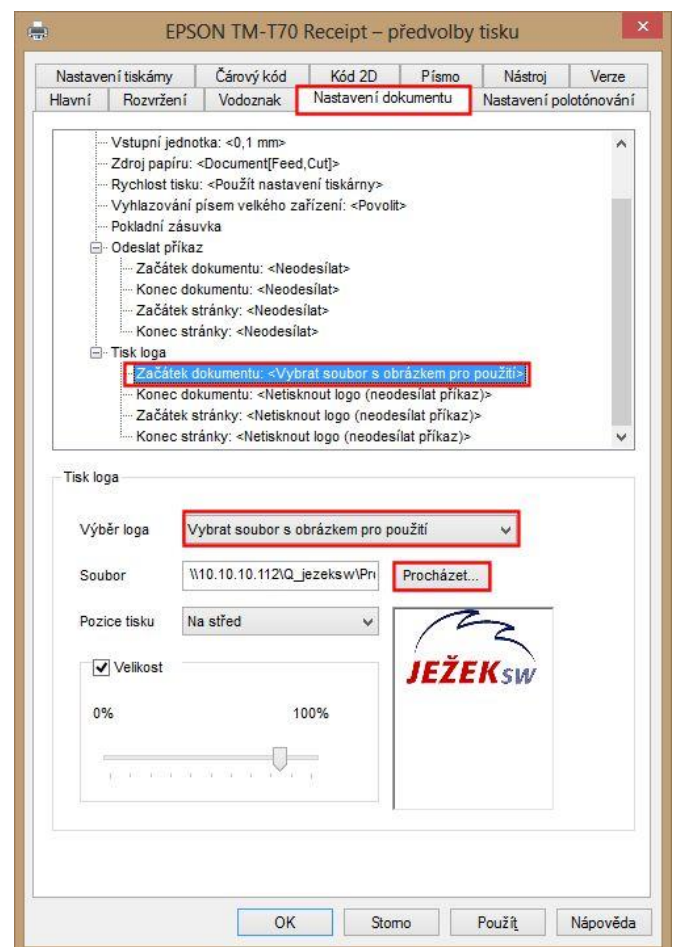 EPSON TM-T70 Receipt – předvolby tisku
Nastavení tiskárny Čárový kód Kód 2D Písmo Nástroj Verze
Hlavní Rozvržení Vodoznak Nastavení dokumentu Nastavení polotónování
Vstupní jednotka: <0,1 mm>
Zdroj papíru: <Document[Feed,Cut]>
Rychlost tisku: <Použít nastavení tiskárny>
Vyhlazování písem velkého zařízení: <Povolit>
Pokladní zásuvka
Odeslat příkaz
Začátek dokumentu: <Neodesílat>
Konec dokumentu: <Neodesílat>
Začátek stránky: <Neodesílat>
Konec stránky: <Neodesílat>
Tisk loga
Začátek dokumentu: <Vybrat soubor s obrázkem pro použití>
Konec dokumentu: <Netisknout logo (neodesílat příkaz)>
Začátek stránky: <Netisknout logo (neodesílat příkaz)>
Konec stránky: <Netisknout logo (neodesílat příkaz)>
Tisk loga
Výběr loga Vybrat soubor s obrázkem pro použití
Soubor \\10.10.10.112\Q_jezeksw\Pr Procházet...
Pozice tisku Na střed
JEŽEK SW
Velikost
0% 100%
OK Storno Použít Nápověda